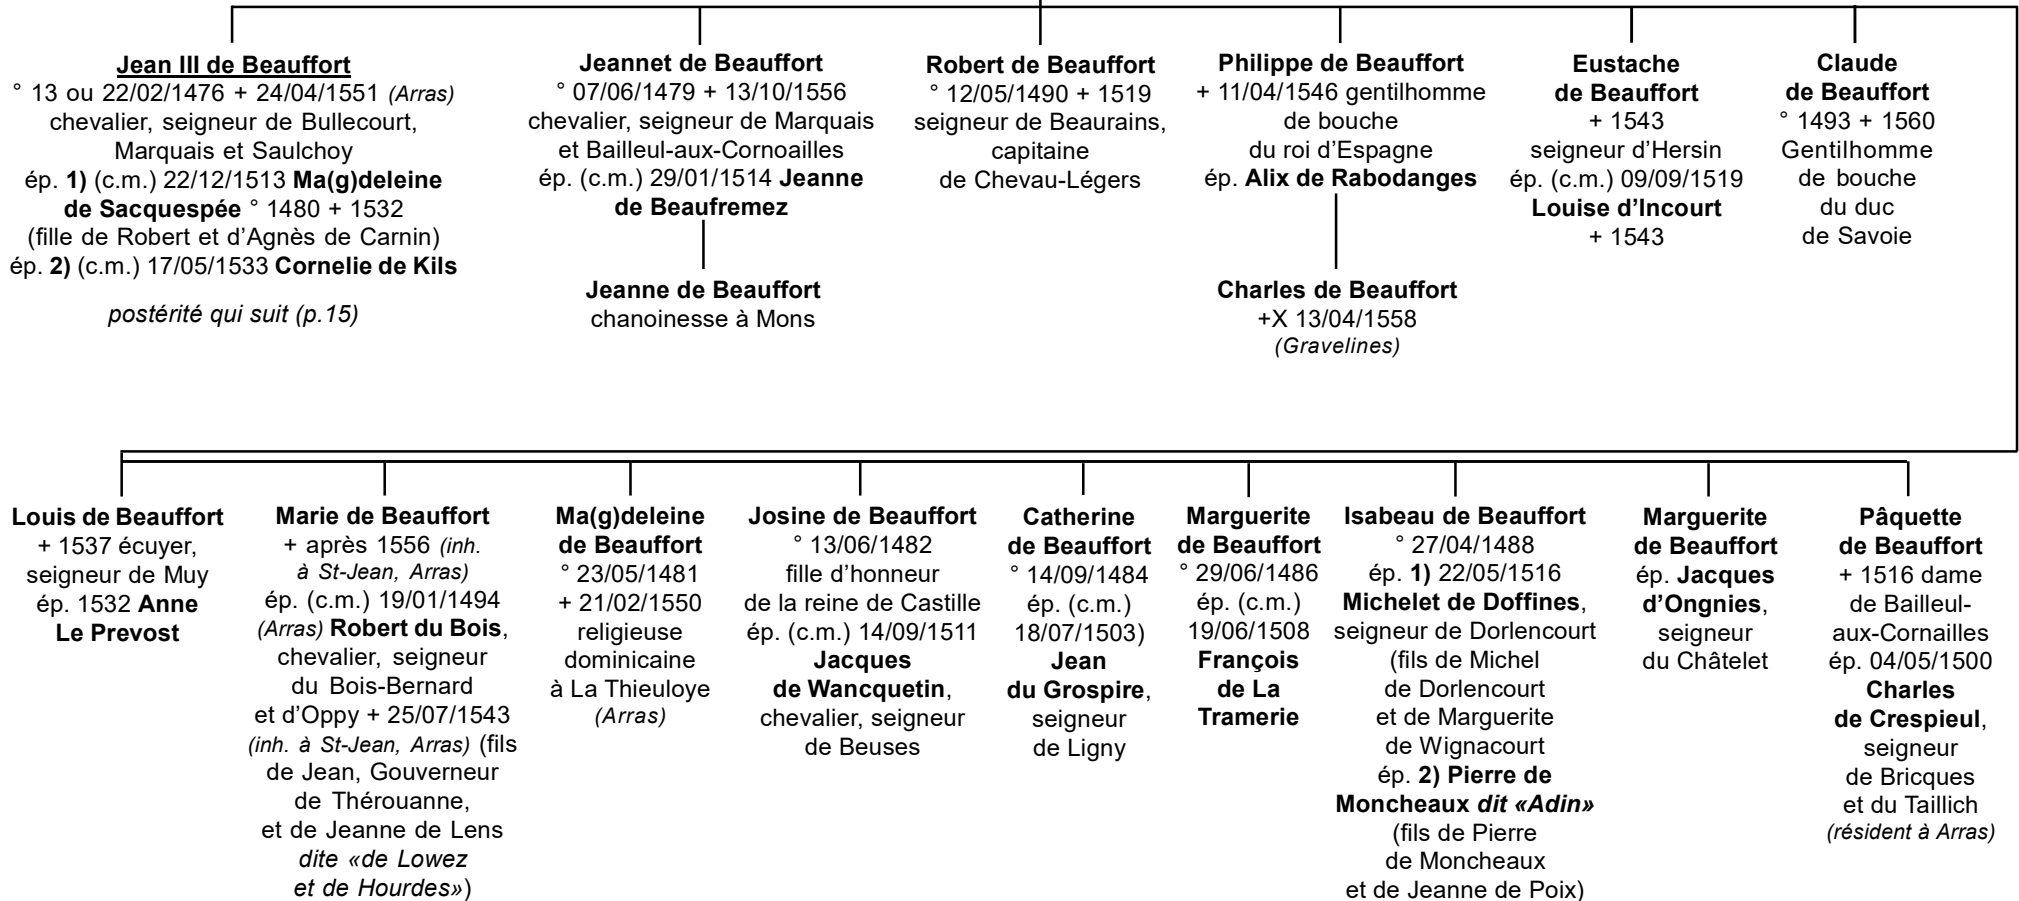 Jean III de Beauffort
° 13 ou 22/02/1476 + 24/04/1551 (Arras)
chevalier, seigneur de Bullecourt,
Marquais et Saulchoy
ép. 1) (c.m.) 22/12/1513 Ma(g)deleine
de Sacquespée ° 1480 + 1532
(fille de Robert et d’Agnès de Carnin)
ép. 2) (c.m.) 17/05/1533 Cornelie de Kils
postérité qui suit (p.15)
Jeannet de Beauffort
° 07/06/1479 + 13/10/1556
chevalier, seigneur de Marquais
et Bailleul-aux-Cornoailles
ép. (c.m.) 29/01/1514 Jeanne
de Beaufremez
Jeanne de Beauffort
chanoinesse à Mons
Robert de Beauffort
° 12/05/1490 + 1519
seigneur de Beaurains,
capitaine
de Chevau-Légers
Philippe de Beauffort
+ 11/04/1546 gentilhomme
de bouche
du roi d’Espagne
ép. Alix de Rabodanges
Charles de Beauffort
+X 13/04/1558
(Gravelines)
Eustache
de Beauffort
+ 1543
seigneur d’Hersin
ép. (c.m.) 09/09/1519
Louise d’Incourt
+ 1543
Claude
de Beauffort
° 1493 + 1560
Gentilhomme
de bouche
du duc
de Savoie
Louis de Beauffort
+ 1537 écuyer,
seigneur de Muy
ép. 1532 Anne
Le Prevost
Marie de Beauffort
+ après 1556 (inh.
à St-Jean, Arras)
ép. (c.m.) 19/01/1494
(Arras) Robert du Bois,
chevalier, seigneur
du Bois-Bernard
et d’Oppy + 25/07/1543
(inh. à St-Jean, Arras) (fils
de Jean, Gouverneur
de Thérouanne,
et de Jeanne de Lens
dite «de Lowez
et de Hourdes»)
Ma(g)deleine
de Beauffort
° 23/05/1481
+ 21/02/1550
religieuse
dominicaine
à La Thieuloye
(Arras)
Josine de Beauffort
° 13/06/1482
fille d’honneur
de la reine de Castille
ép. (c.m.) 14/09/1511
Jacques
de Wancquetin,
chevalier, seigneur
de Beuses
Catherine
de Beauffort
° 14/09/1484
ép. (c.m.)
18/07/1503)
Jean
du Grospire,
seigneur
de Ligny
Marguerite
de Beauffort
° 29/06/1486
ép. (c.m.)
19/06/1508
François
de La
Tramerie
Isabeau de Beauffort
° 27/04/1488
ép. 1) 22/05/1516
Michelet de Doffines,
seigneur de Dorlencourt
(fils de Michel
de Dorlencourt
et de Marguerite
de Wignacourt
ép. 2) Pierre de
Moncheaux dit «Adin»
(fils de Pierre
de Moncheaux
et de Jeanne de Poix)
Marguerite
de Beauffort
ép. Jacques
d’Ongnies,
seigneur
du Châtelet
Pâquette
de Beauffort
+ 1516 dame
de Bailleul-
aux-Cornailles
ép. 04/05/1500
Charles
de Crespieul,
seigneur
de Bricques
et du Taillich
(résident à Arras)